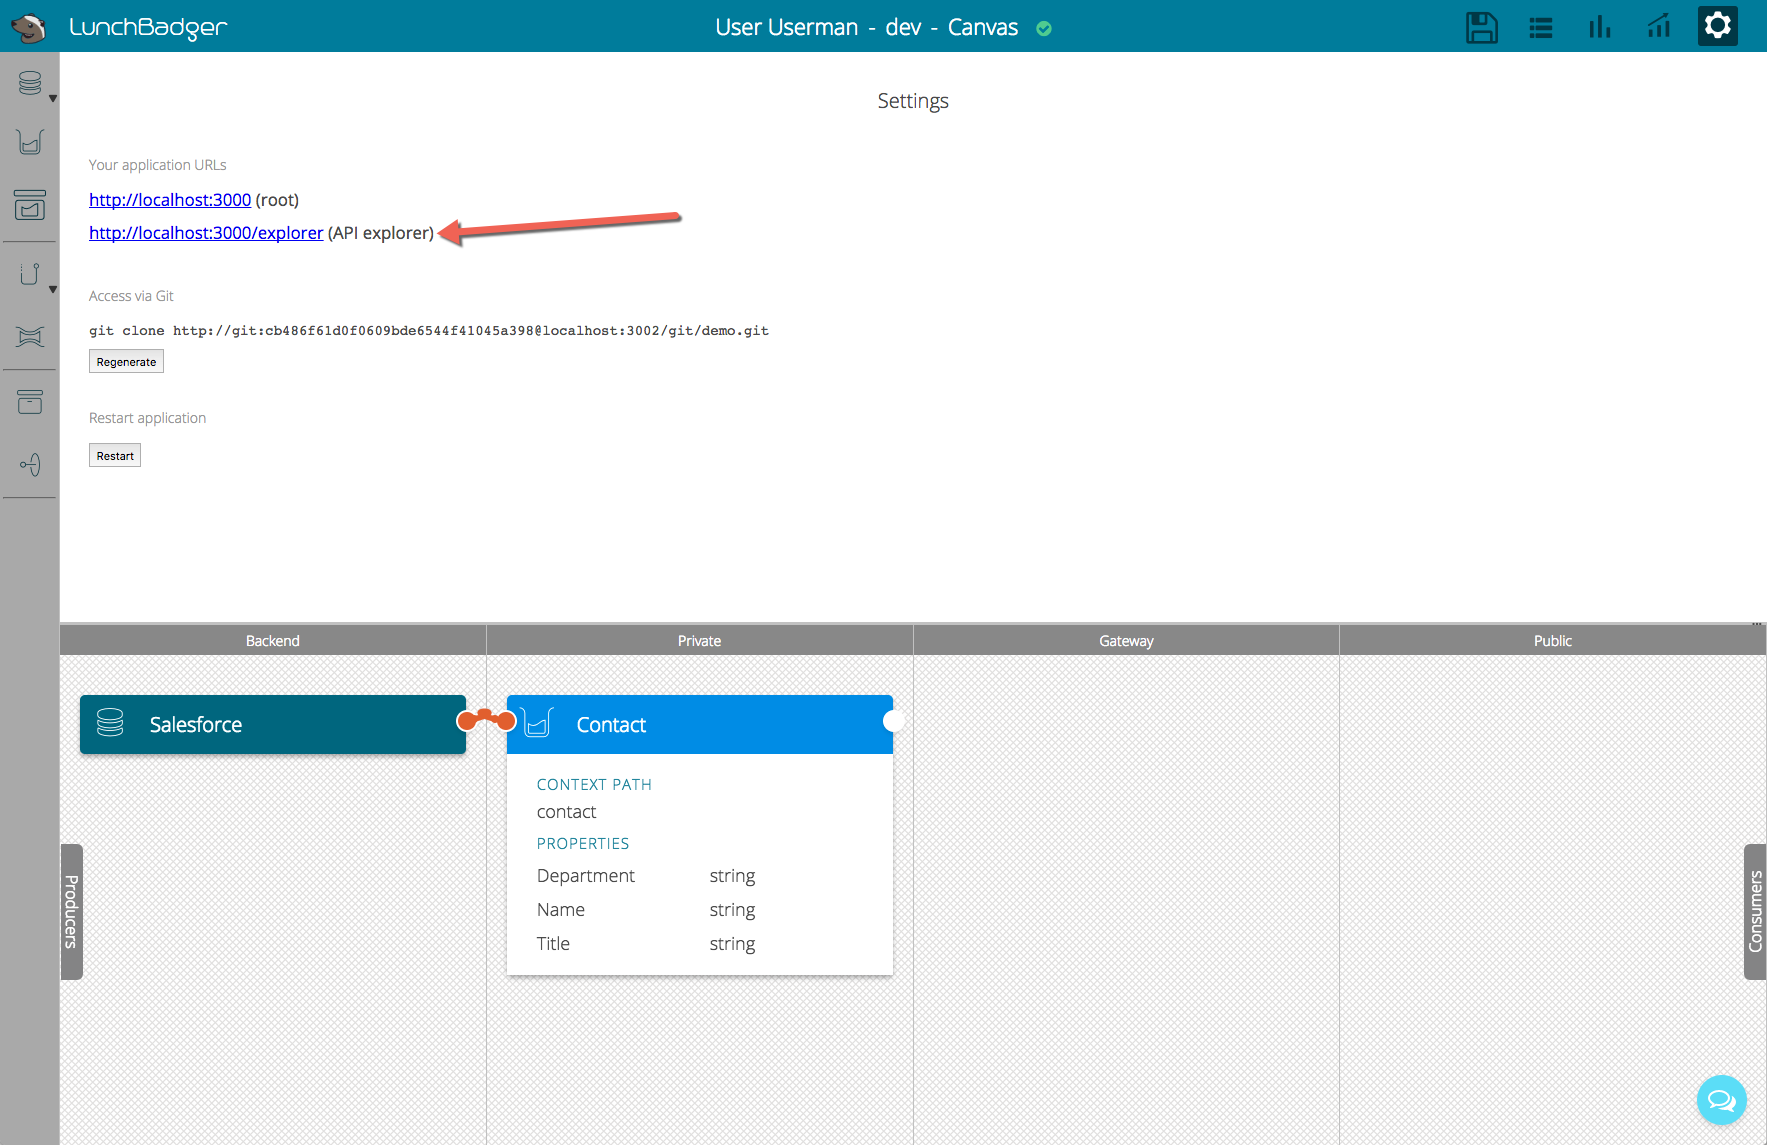 LunchBadger
User Userman - dev - Canvas
Settings
Your application URLs
http://localhost:3000 (root)
http://localhost:3000/explorer (API explorer)
Access via Git
git clone http://git:cb486f61d0f0609bde6544f41045a398@localhost:3002/git/demo.git
Regenerate
Restart application
Restart
Backend Private Gateway Public
Salesforce
Contact
CONTEXT PATH
contact
PROPERTIES
Department string
Name string
Title string
Producers
Consumers